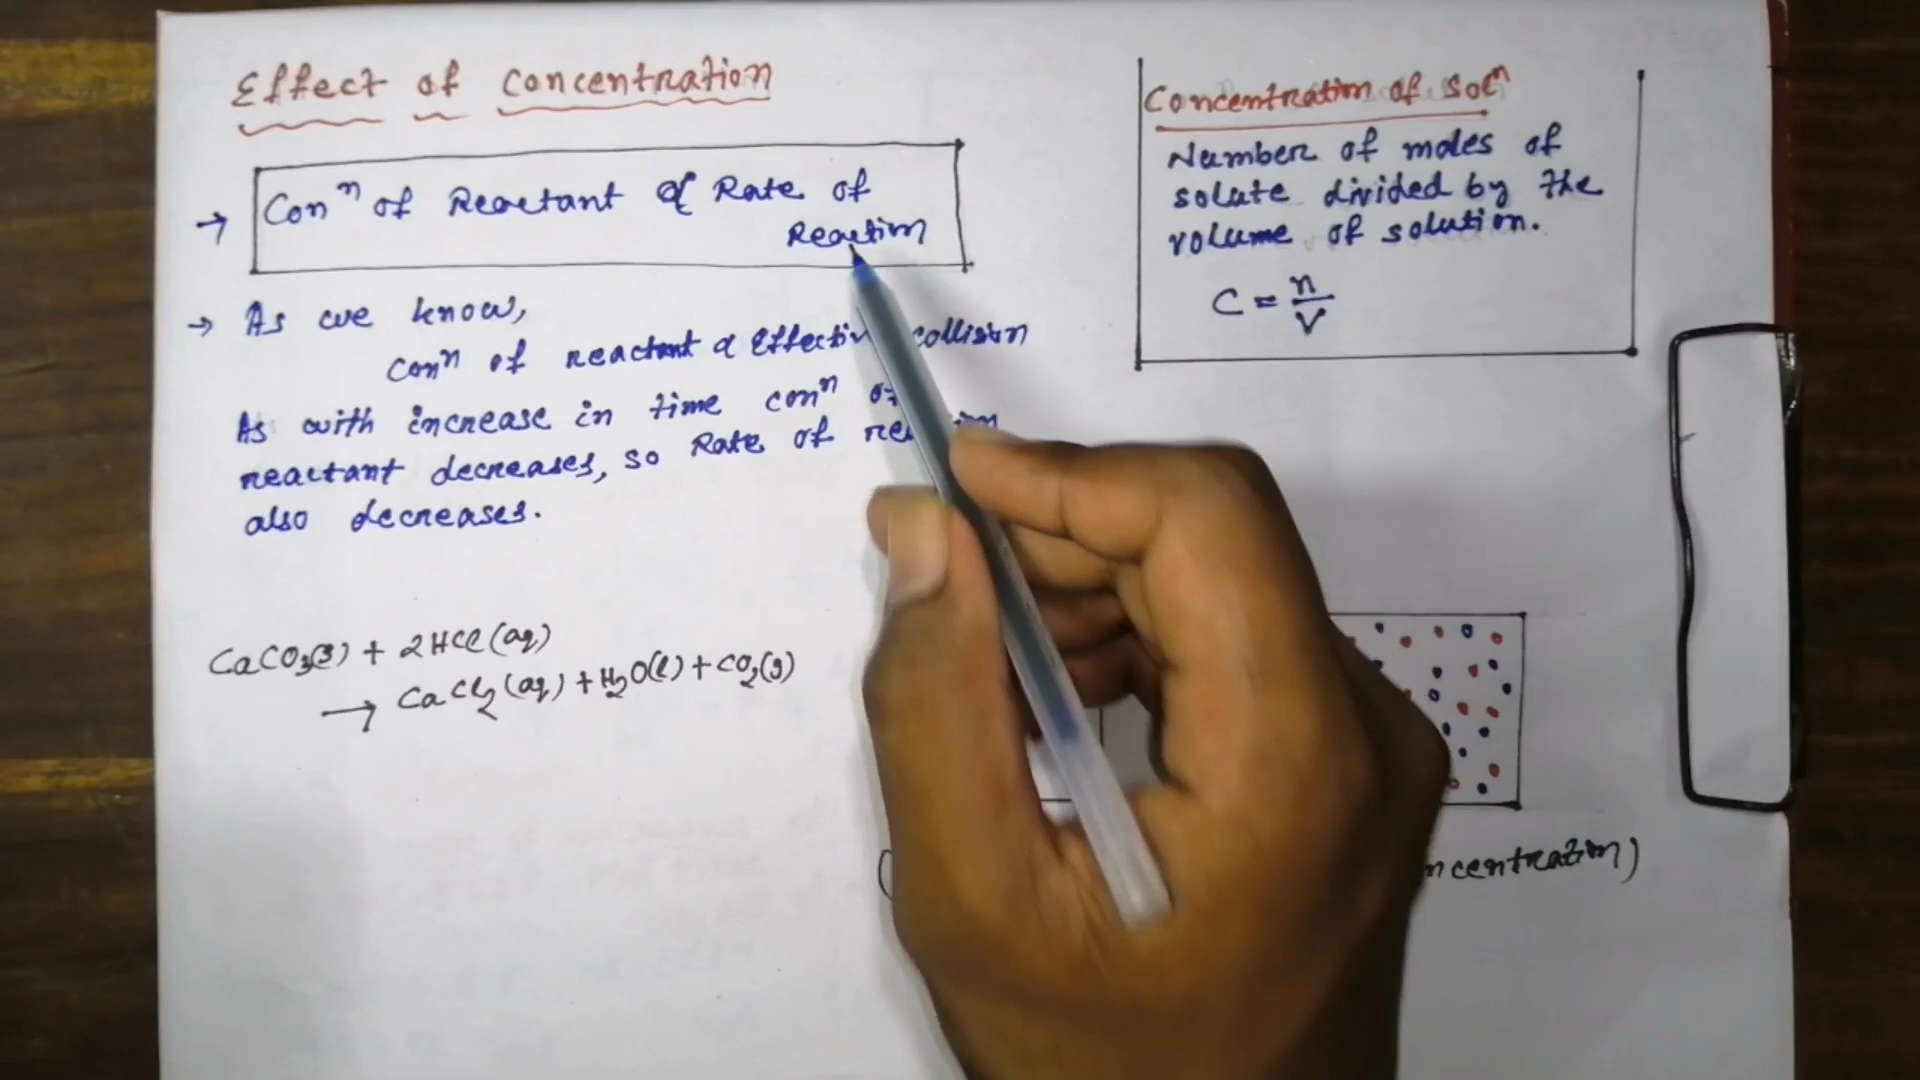 Effect of Concentration
→ Conⁿ of Reactant α Rate of
Reaction
→ As we know,
Conⁿ of reactant α Effective collision
As with increase in time conⁿ of
reactant decreases, so Rate of reaction
also decreases.
CaCO₃(s) + 2HCl(aq)
→ CaCl₂(aq) + H₂O(l) + CO₂(g)
Concentration of Solⁿ
Number of moles of
solute divided by the
volume of solution.
C = n/V